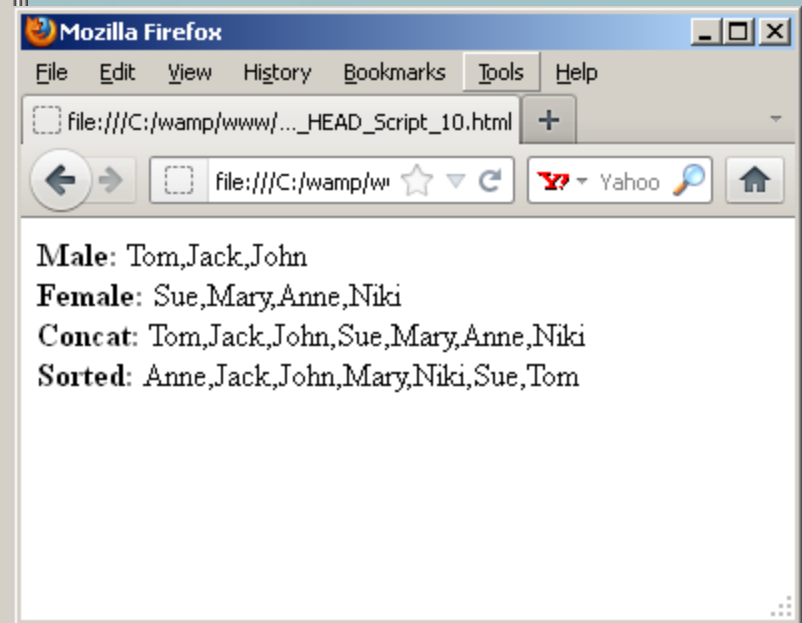 Mozilla Firefox
File Edit View History Bookmarks Tools Help
file:///C:/wamp/www/..._HEAD_Script_10.html
file:///C:/wamp/w Yahoo
Male: Tom,Jack,John
Female: Sue,Mary,Anne,Niki
Concat: Tom,Jack,John,Sue,Mary,Anne,Niki
Sorted: Anne,Jack,John,Mary,Niki,Sue,Tom